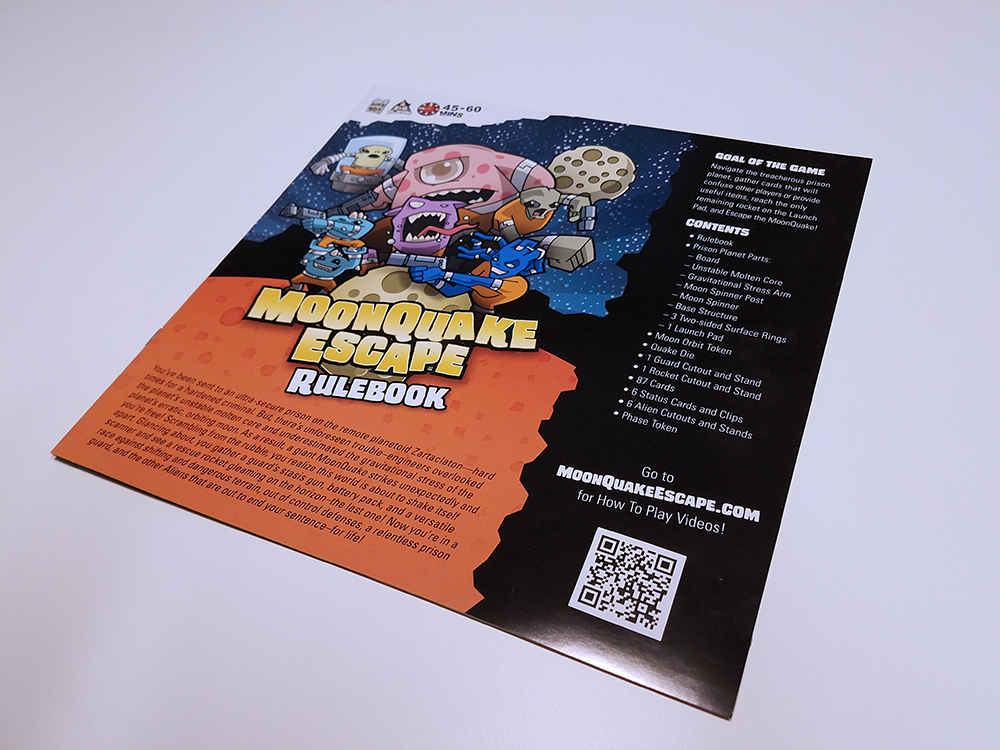 45-60
MINS
MOONQUAKE
ESCAPE
RULEBOOK
You've been sent to an ultra-secure prison on the remote planetoid Zartaclaton—hard
times for a hardened criminal. But, there's unforeseen trouble—engineers overlooked
the planet's unstable molten core and underestimated the gravitational stress of the
planet's erratic, orbiting moon. As a result, a giant MoonQuake strikes unexpectedly and
you're free! Scrambling from the rubble, you realize this world is about to shake itself
apart. Glancing about, you gather a guard's stasis gun, battery pack, and a versatile
scanner, and see a rescue rocket gleaming on the horizon—the last one! Now you're in a
race against shifting and dangerous terrain, out of control defenses, a relentless prison
guard, and the other Aliens that are out to end your sentence—for life!
GOAL OF THE GAME
Navigate the treacherous prison
planet, gather cards that will
confuse other players or provide
useful items, reach the only
remaining rocket on the Launch
Pad, and Escape the MoonQuake!
CONTENTS
• Rulebook
• Prison Planet Parts:
– Board
– Unstable Molten Core
– Gravitational Stress Arm
– Moon Spinner Post
– Moon Spinner
– Base Structure
– 3 Two-sided Surface Rings
– 1 Launch Pad
• Moon Orbit Token
• Quake Die
• 1 Guard Cutout and Stand
• 1 Rocket Cutout and Stand
• 87 Cards
• 6 Status Cards and Clips
• 6 Alien Cutouts and Stands
• Phase Token
Go to
MOONQUAKEESCAPE.COM
for How To Play Videos!